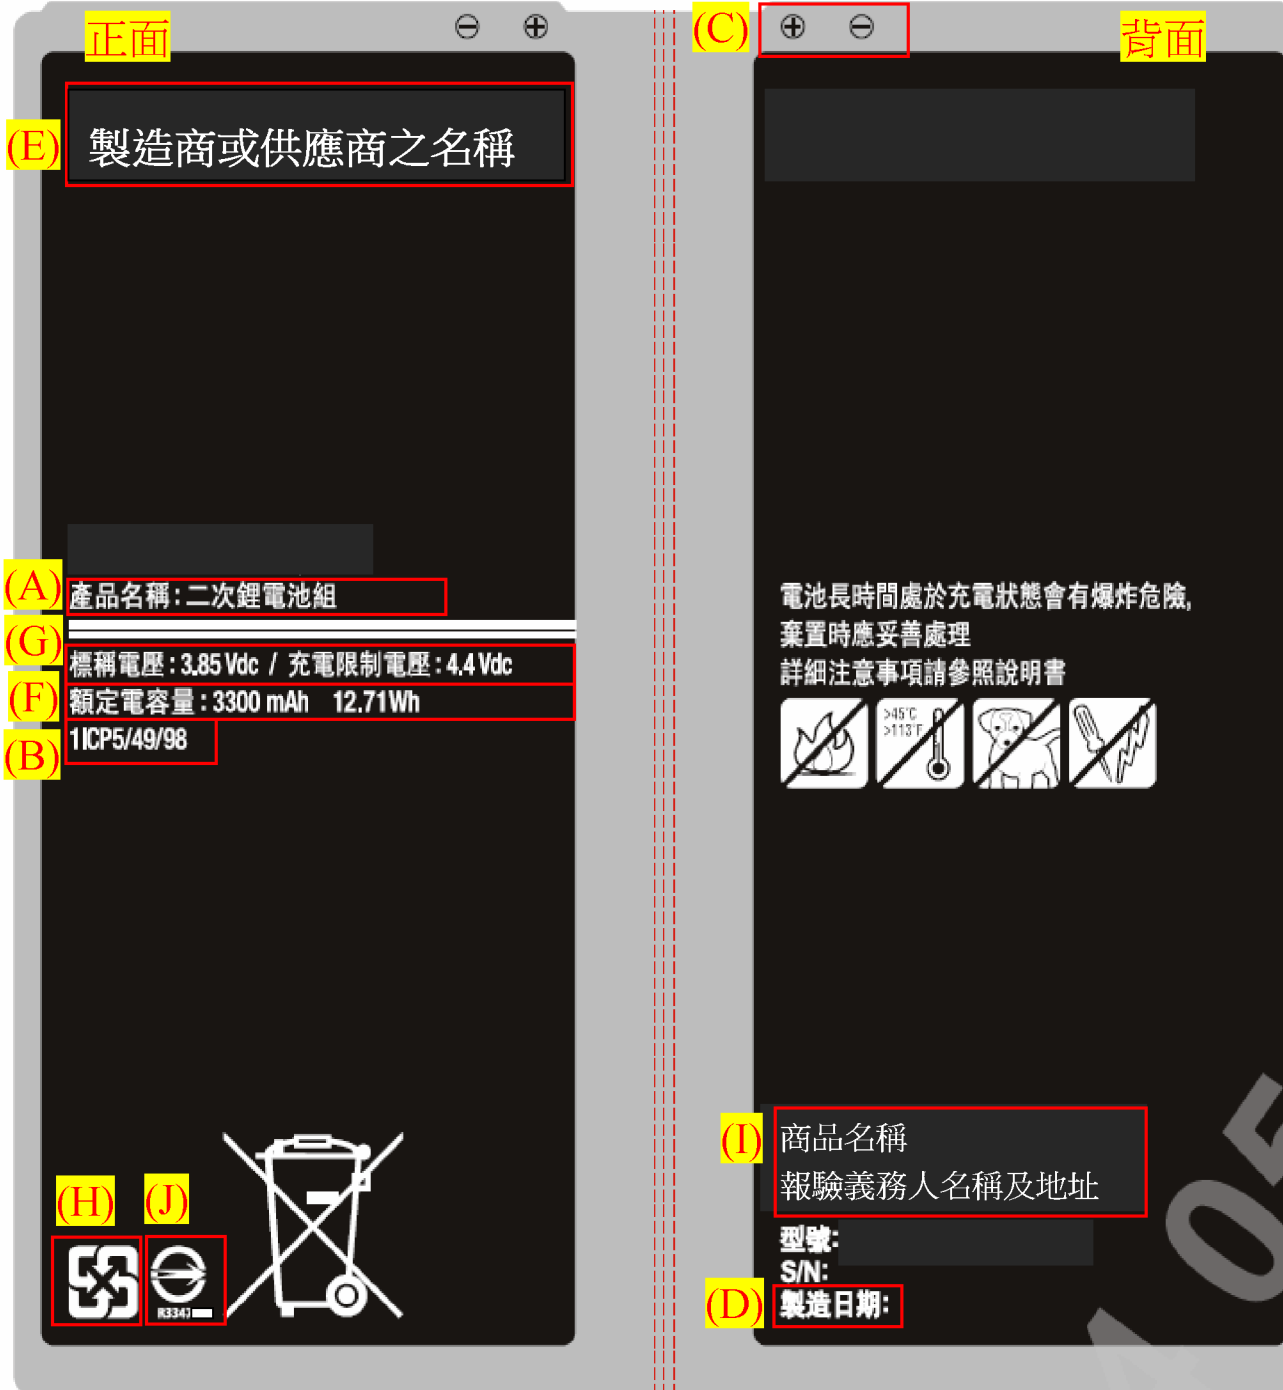 正面
⊖ ⊕
(E)
製造商或供應商之名稱
(A)
產品名稱：二次鋰電池組
(G)
標稱電壓：3.85 Vdc / 充電限制電壓：4.4 Vdc
(F)
額定電容量：3300 mAh 12.71Wh
(B)
1ICP5/49/98
(H)
(J)
R3347
(C)
⊕ ⊖
背面
電池長時間處於充電狀態會有爆炸危險,
棄置時應妥善處理
詳細注意事項請參照說明書
>45°C
>113°F
(I)
商品名稱
報驗義務人名稱及地址
型號:
S/N:
(D)
製造日期:
4 05